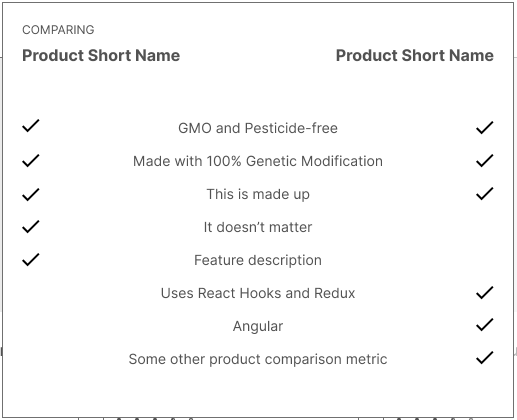 COMPARING
Product Short Name Product Short Name
GMO and Pesticide-free
Made with 100% Genetic Modification
This is made up
It doesn’t matter
Feature description
Uses React Hooks and Redux
Angular
Some other product comparison metric